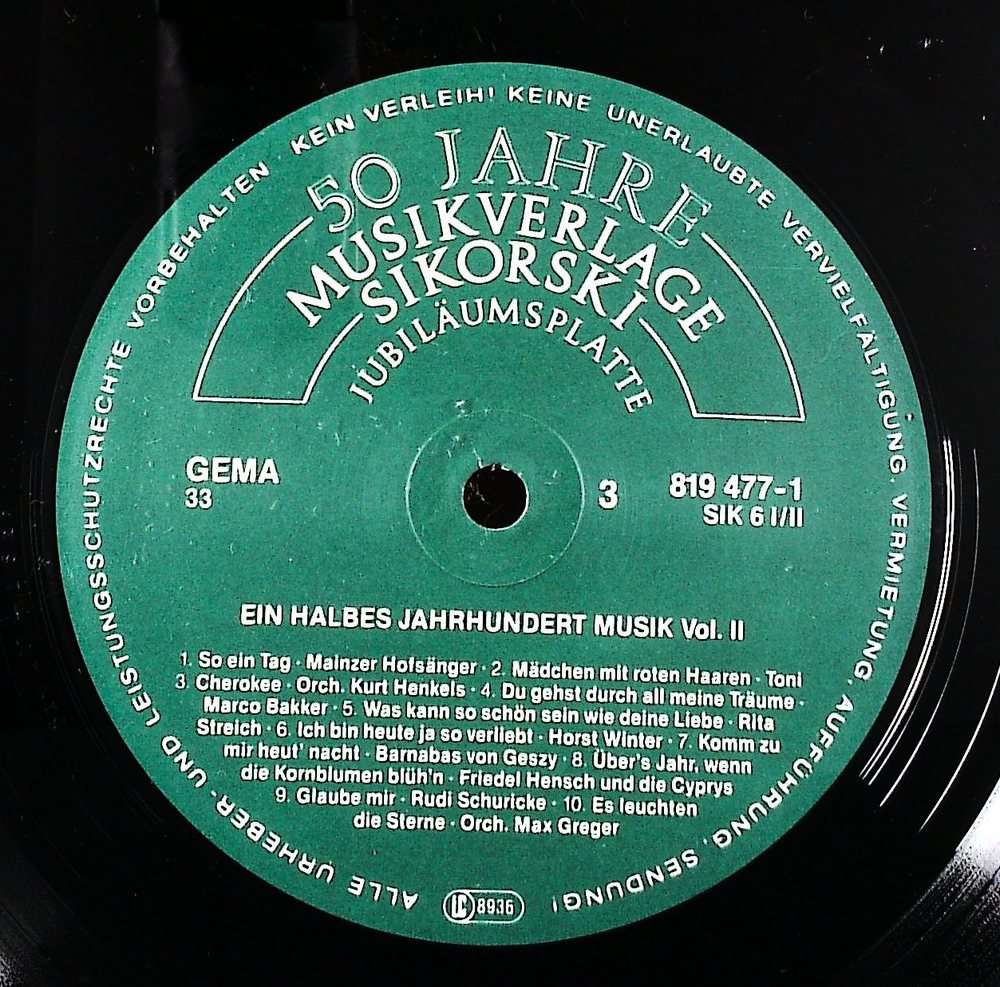 ALLE URHEBER- UND LEISTUNGSSCHUTZRECHTE VORBEHALTEN KEIN VERLEIH! KEINE UNERLAUBTE VERVIELFÄLTIGUNG, VERMIETUNG, AUFFÜHRUNG, SENDUNG!
50 JAHRE
MUSIKVERLAGE
SIKORSKI
JUBILÄUMSPLATTE
GEMA
33
3
819 477-1
SIK 6 I/II
EIN HALBES JAHRHUNDERT MUSIK Vol. II
1. So ein Tag · Mainzer Hofsänger · 2. Mädchen mit roten Haaren · Toni
3 Cherokee · Orch. Kurt Henkels · 4. Du gehst durch all meine Träume ·
Marco Bakker · 5. Was kann so schön sein wie deine Liebe · Rita
Streich · 6. Ich bin heute ja so verliebt · Horst Winter · 7. Komm zu
mir heut' nacht · Barnabas von Geszy · 8. Über's Jahr, wenn
die Kornblumen blüh'n · Friedel Hensch und die Cyprys
9. Glaube mir · Rudi Schuricke · 10. Es leuchten
die Sterne · Orch. Max Greger
LC 8936